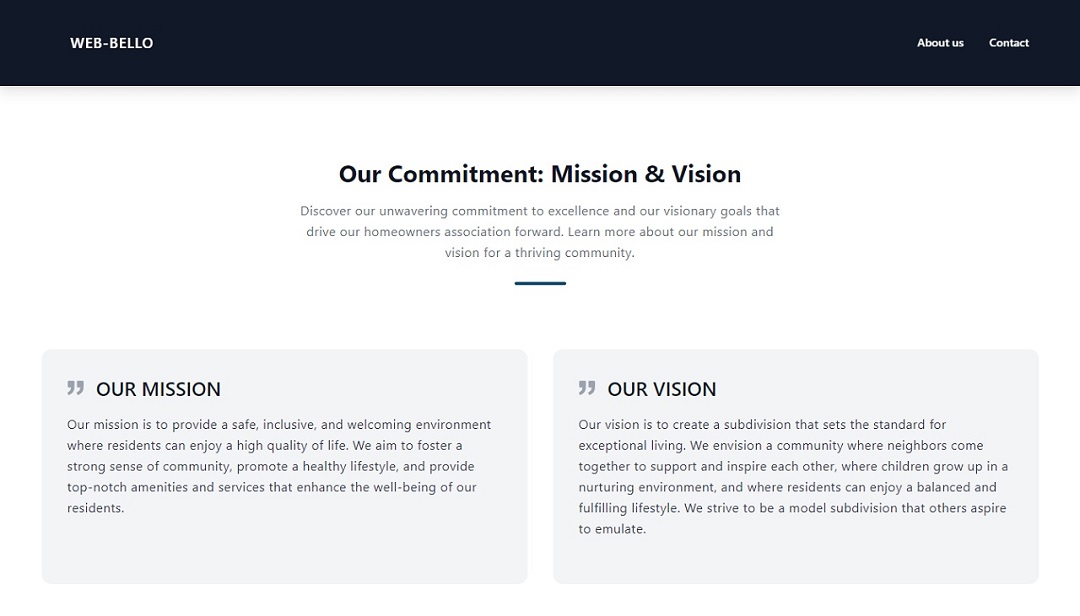 WEB-BELLO
About us Contact
Our Commitment: Mission & Vision
Discover our unwavering commitment to excellence and our visionary goals that
drive our homeowners association forward. Learn more about our mission and
vision for a thriving community.
OUR MISSION
Our mission is to provide a safe, inclusive, and welcoming environment
where residents can enjoy a high quality of life. We aim to foster a
strong sense of community, promote a healthy lifestyle, and provide
top-notch amenities and services that enhance the well-being of our
residents.
OUR VISION
Our vision is to create a subdivision that sets the standard for
exceptional living. We envision a community where neighbors come
together to support and inspire each other, where children grow up in a
nurturing environment, and where residents can enjoy a balanced and
fulfilling lifestyle. We strive to be a model subdivision that others aspire
to emulate.